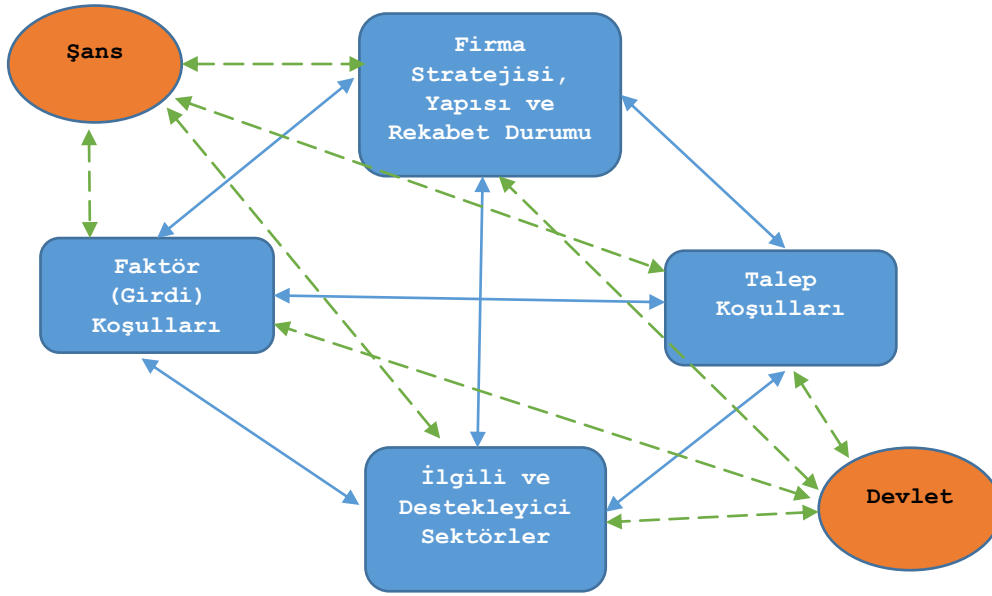 Şans
Firma
Stratejisi,
Yapısı ve
Rekabet Durumu
Faktör
(Girdi)
Koşulları
Talep
Koşulları
İlgili ve
Destekleyici
Sektörler
Devlet